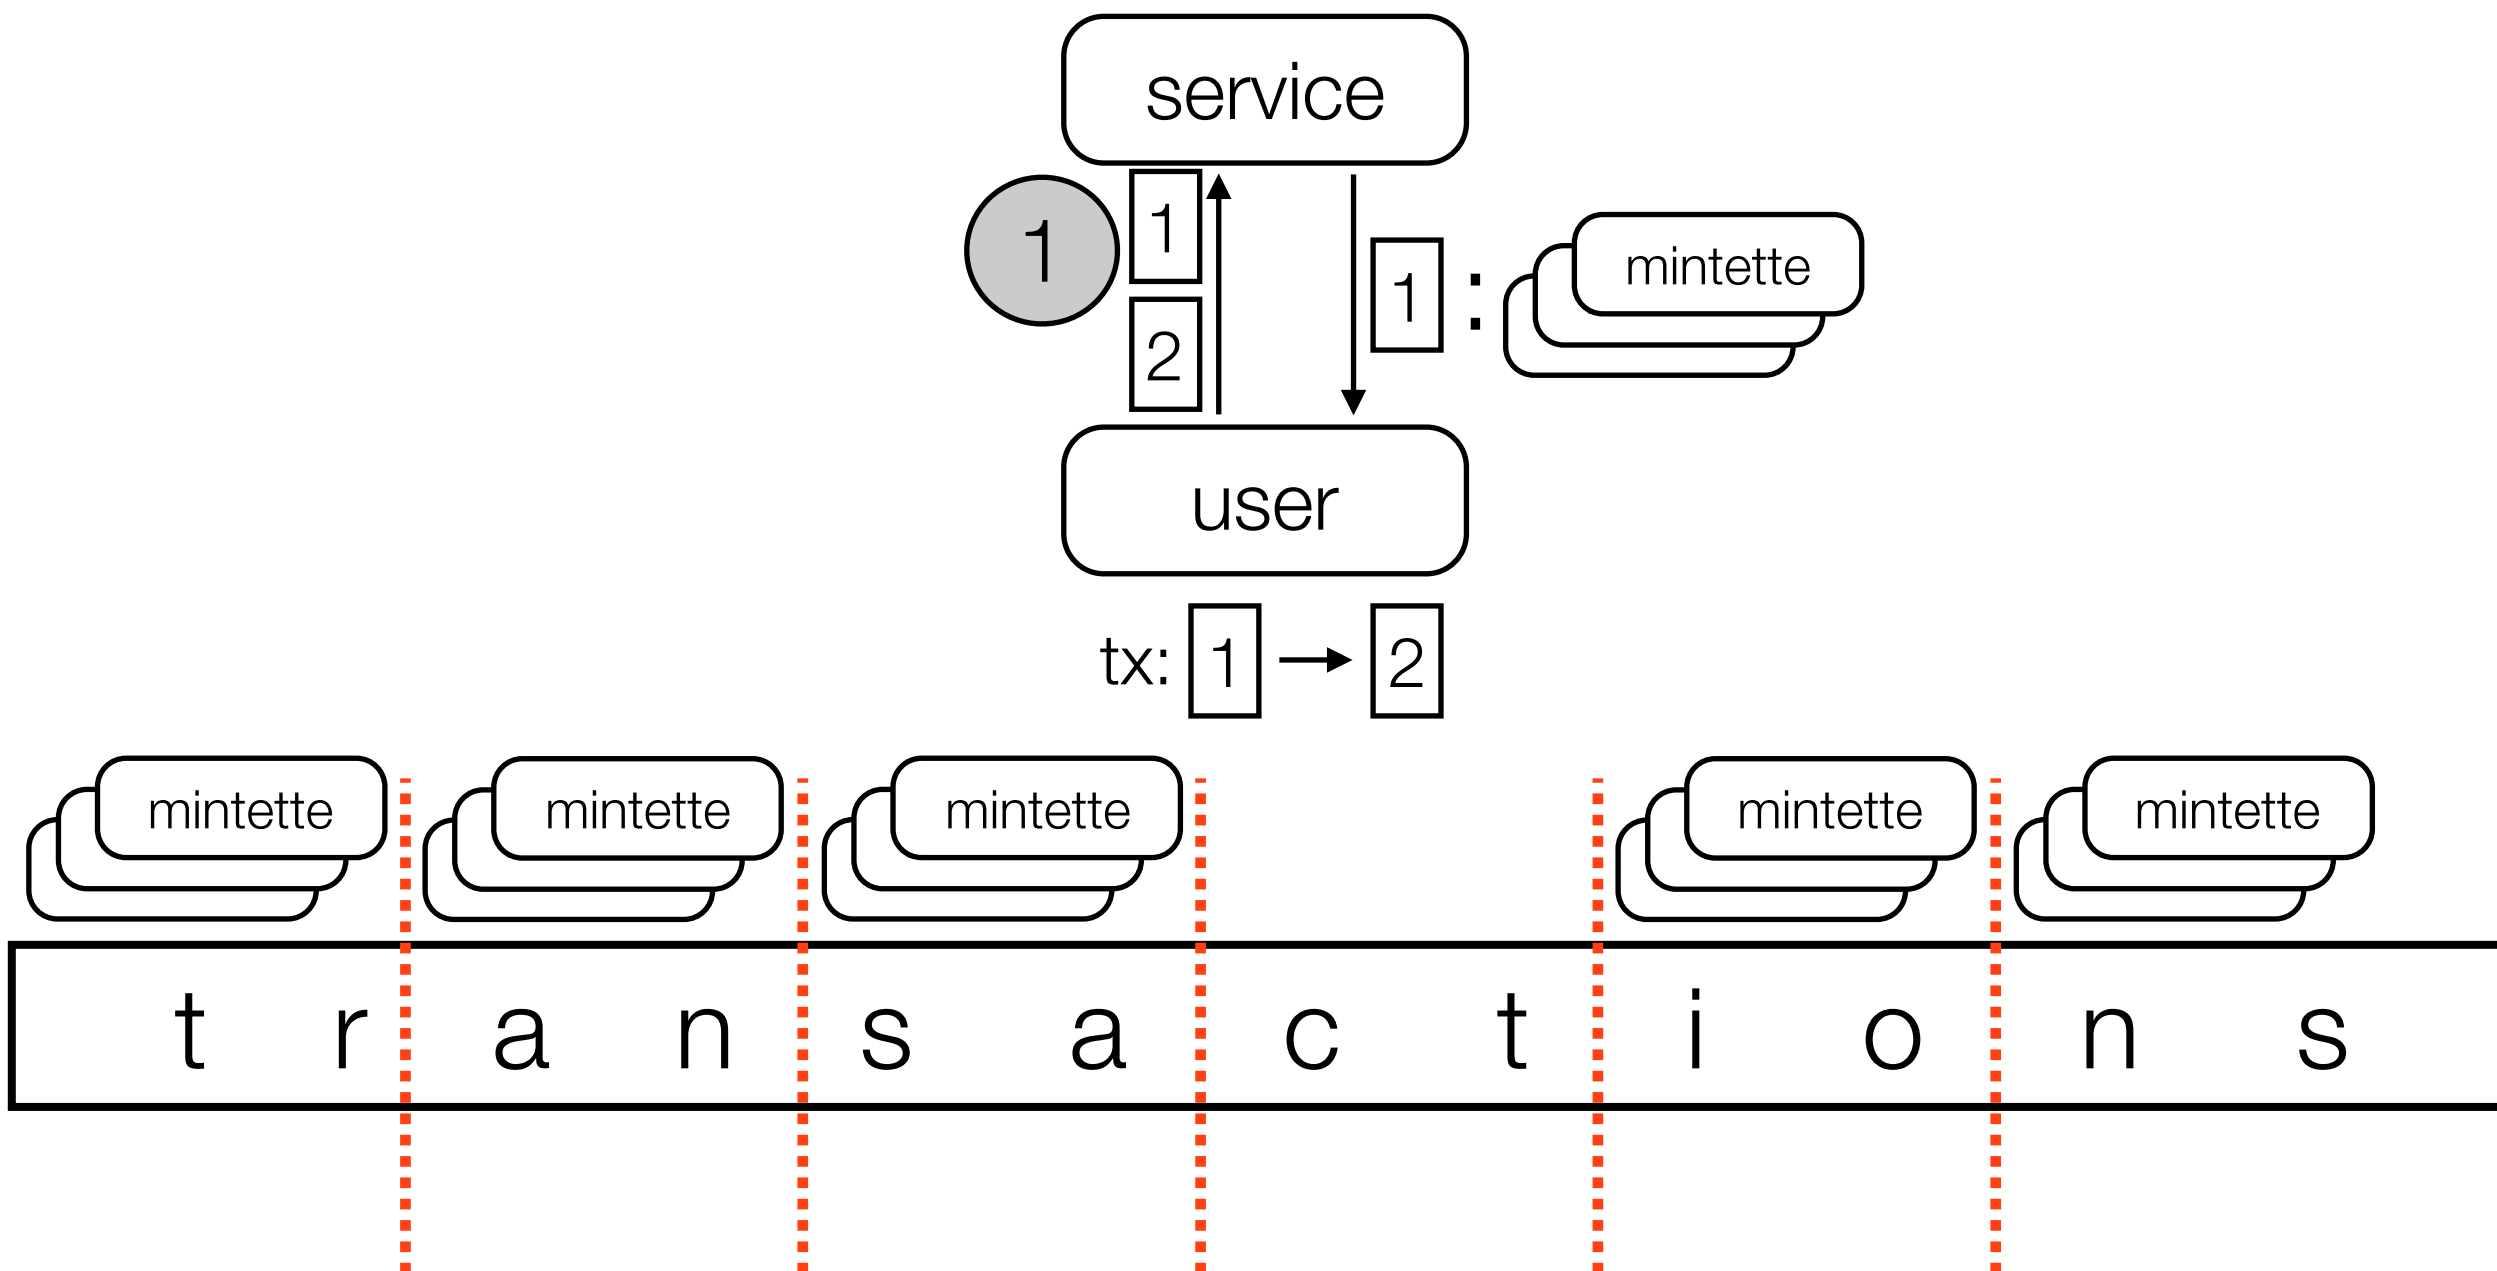 service
1
1
2
1 :
mintette
user
tx: 1 2
mintette mintette mintette mintette mintette
t r a n s a c t i o n s